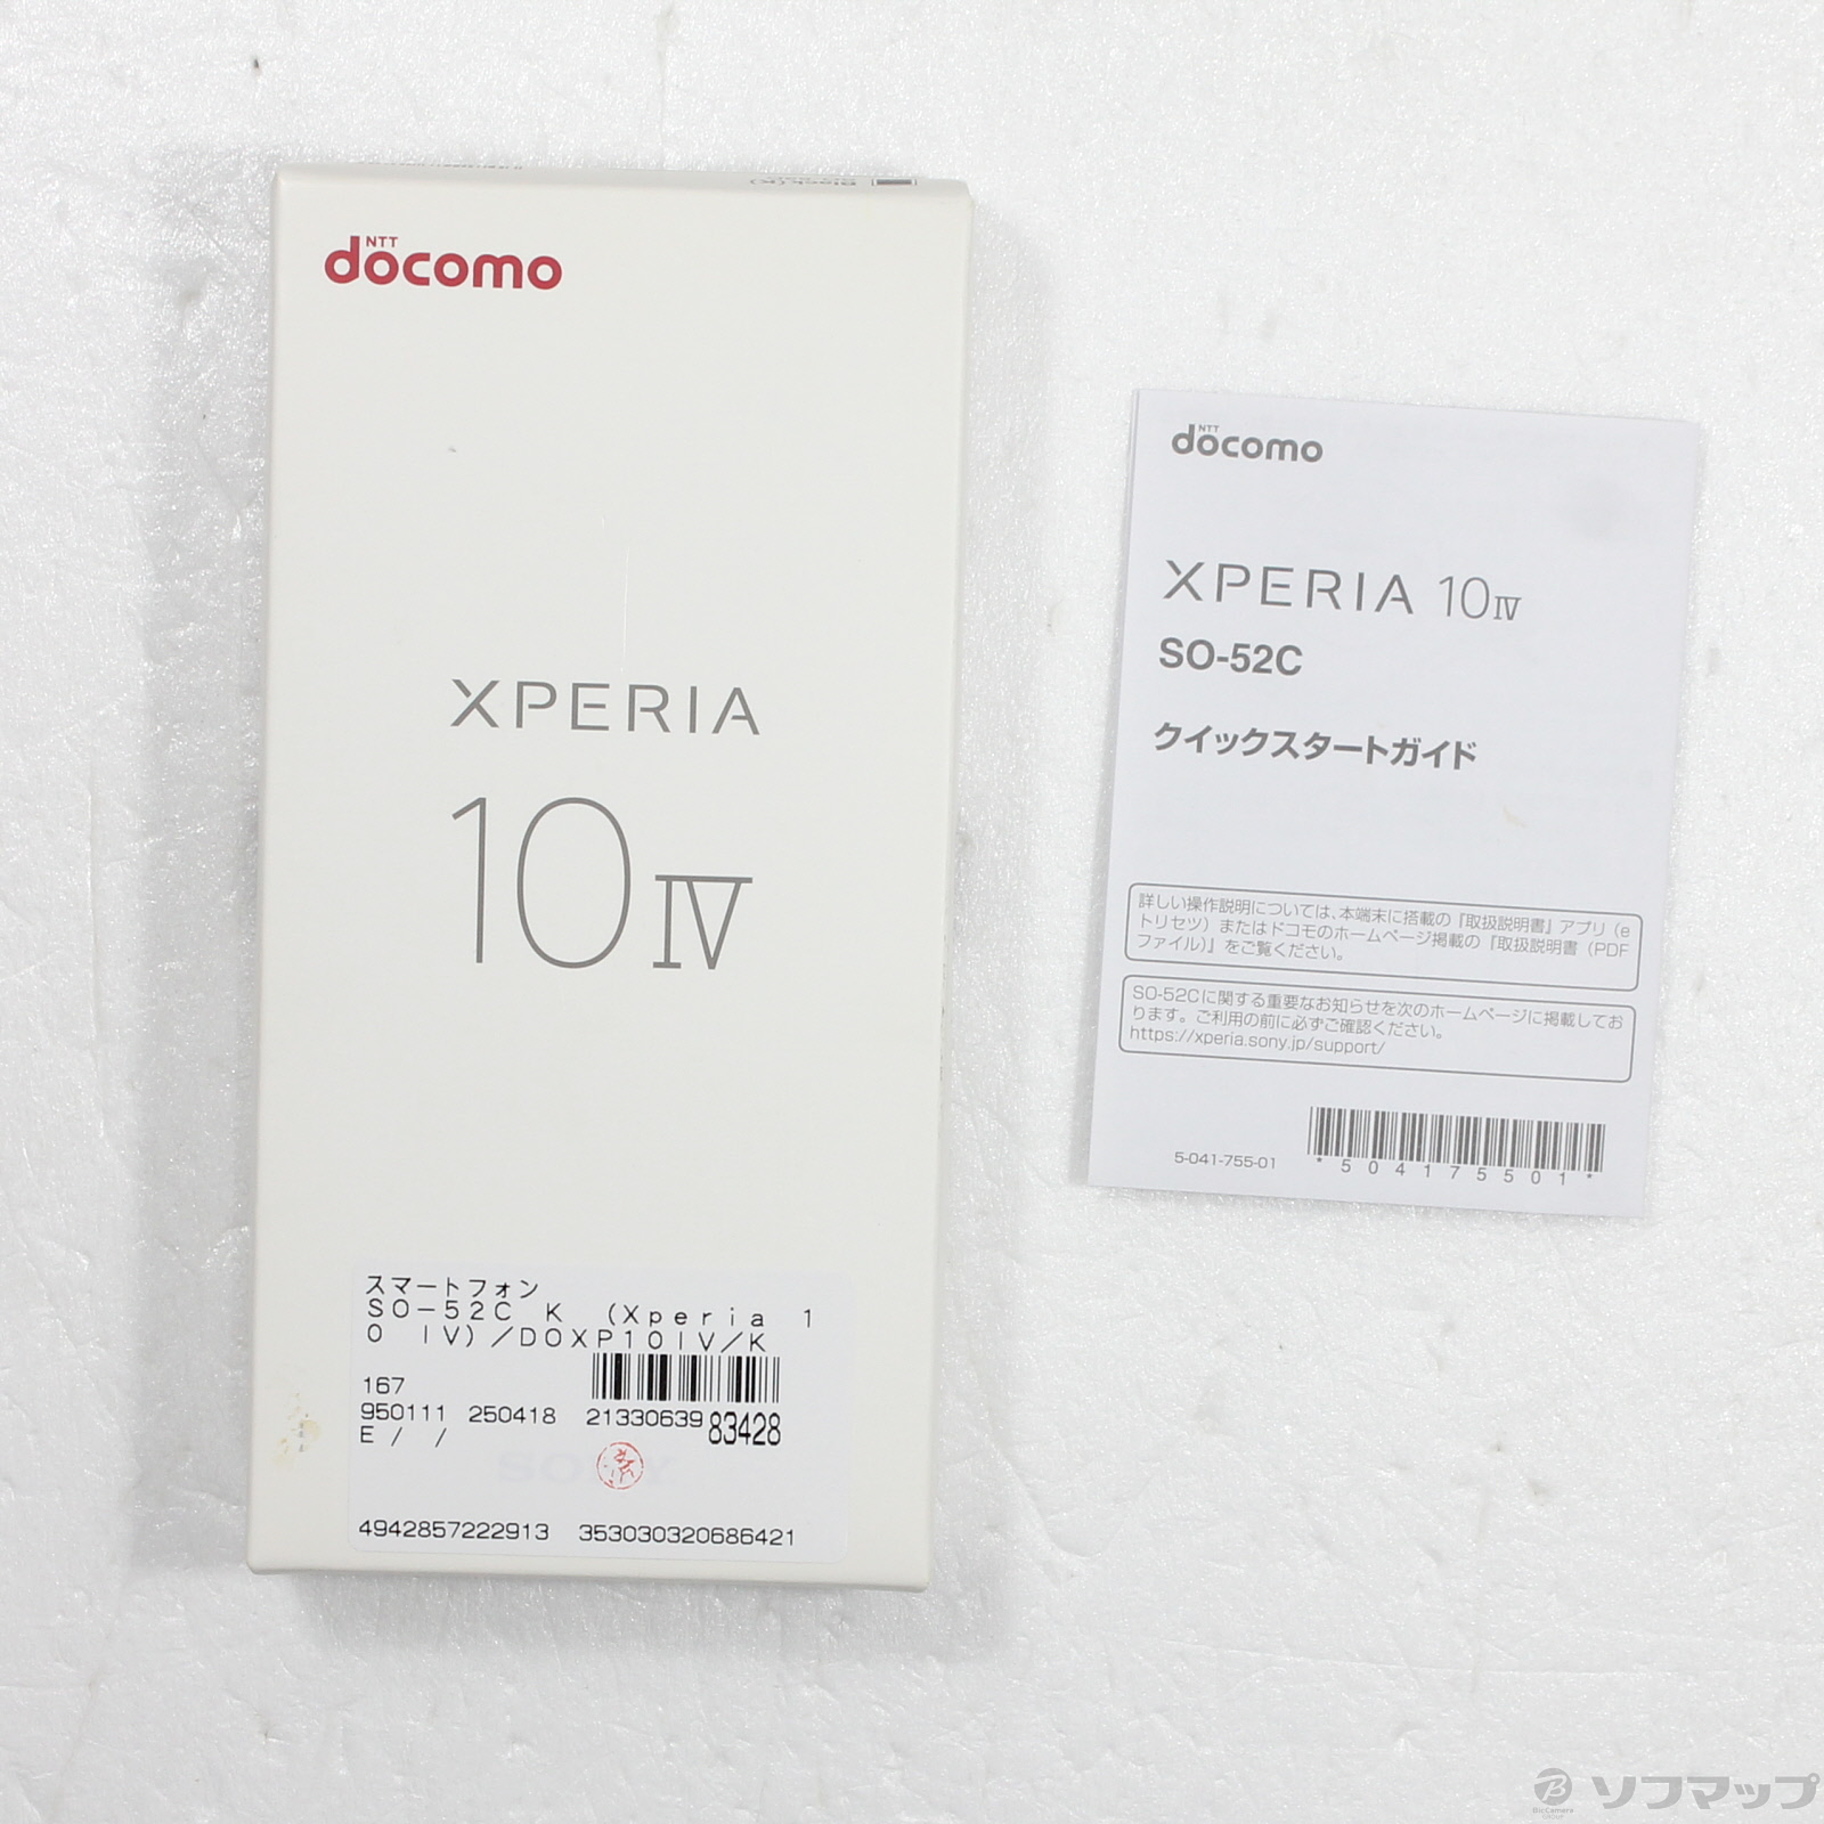 Black(K)
NTT
docomo
XPERIA
10 IV
スマートフォン
SO-52C K (Xperia 1
0 IV)/DOXP10IV/K
167
950111 250418 21330639 83428
E / /
SONY
4942857222913 353030320686421
NTT
docomo
XPERIA 10 IV
SO-52C
クイックスタートガイド
詳しい操作説明については、本端末に搭載の『取扱説明書』アプリ（e
トリセツ）またはドコモのホームページ掲載の『取扱説明書（PDF
ファイル）』をご覧ください。
SO-52Cに関する重要なお知らせを次のホームページに掲載してお
ります。ご利用の前に必ずご確認ください。
https://xperia.sony.jp/support/
5-041-755-01
*504175501*
BicCamera
GROUP
ソフマップ